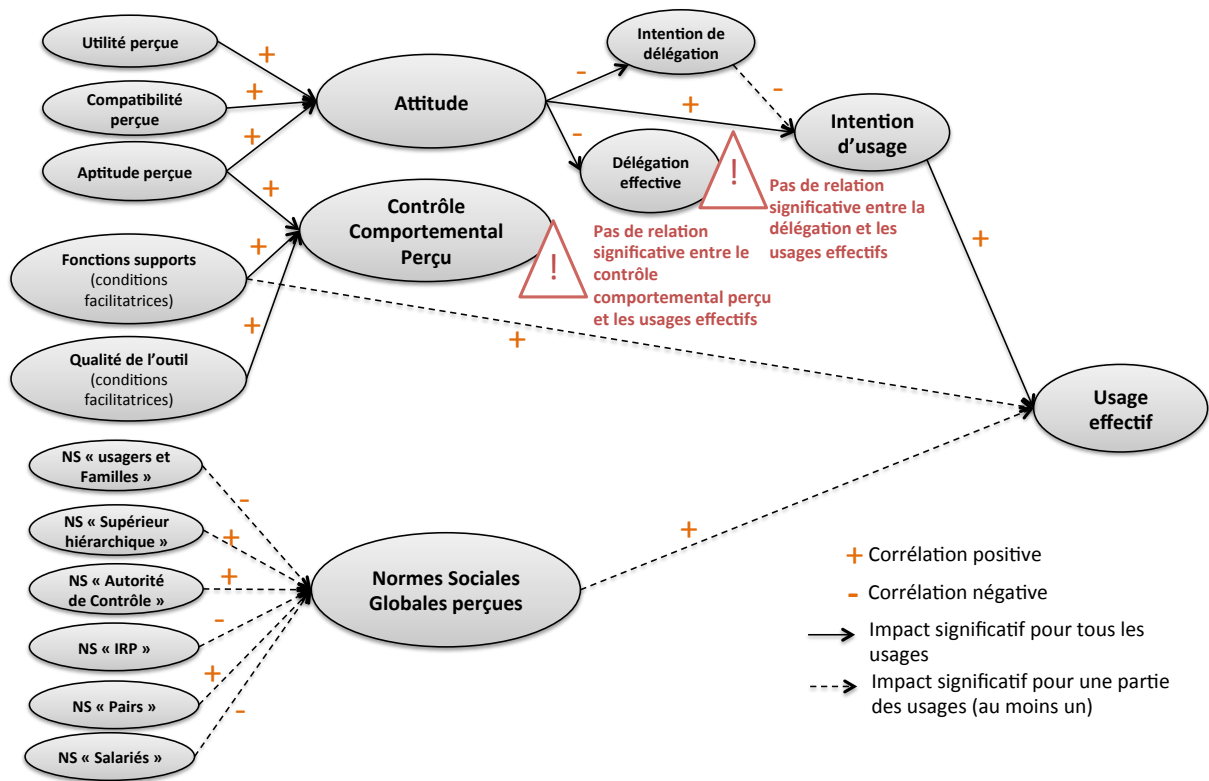 Utilité perçue
+
Compatibilité
perçue
+
Aptitude perçue
+
+
Attitude
-
Intention de
délégation
-
+
Intention
d'usage
-
Délégation
effective
!
Pas de relation
significative entre la
délégation et les
usages effectifs
+
Contrôle
Comportemental
Perçu
!
Pas de relation
significative entre le
contrôle
comportemental perçu
et les usages effectifs
Fonctions supports
(conditions
facilitatrices)
+
+
Qualité de l'outil
(conditions
facilitatrices)
+
Usage
effectif
NS « usagers et
Familles »
-
NS « Supérieur
hiérarchique »
+
NS « Autorité
de Contrôle »
+
NS « IRP »
-
NS « Pairs »
+
NS « Salariés »
-
Normes Sociales
Globales perçues
+
+ Corrélation positive
- Corrélation négative
Impact significatif pour tous les
usages
Impact significatif pour une partie
des usages (au moins un)